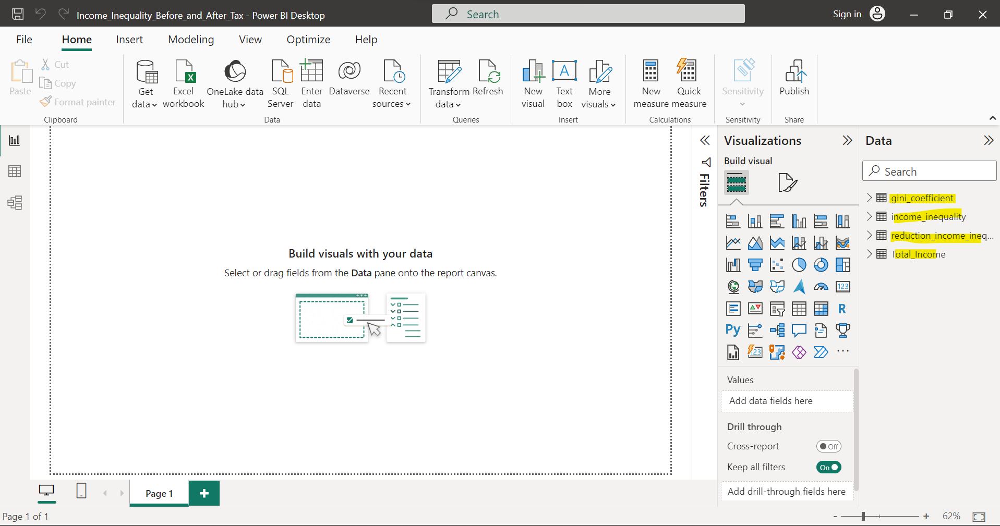 Income_Inequality_Before_and_After_Tax - Power BI Desktop
Search
Sign in
File Home Insert Modeling View Optimize Help
Paste
Cut
Copy
Format painter
Clipboard
Get data
Excel workbook
OneLake data hub
SQL Server
Enter data
Dataverse
Recent sources
Data
Transform data
Refresh
Queries
New visual
Text box
More visuals
Insert
New measure
Quick measure
Calculations
Sensitivity
Sensitivity
Publish
Share
Build visuals with your data
Select or drag fields from the Data pane onto the report canvas.
Filters
Visualizations
Build visual
123
R
Py
123
Values
Add data fields here
Drill through
Cross-report Off
Keep all filters On
Add drill-through fields here
Data
Search
gini_coefficient
income_inequality
reduction_income_ineq...
Total_Income
Page 1
Page 1 of 1
- + 62%